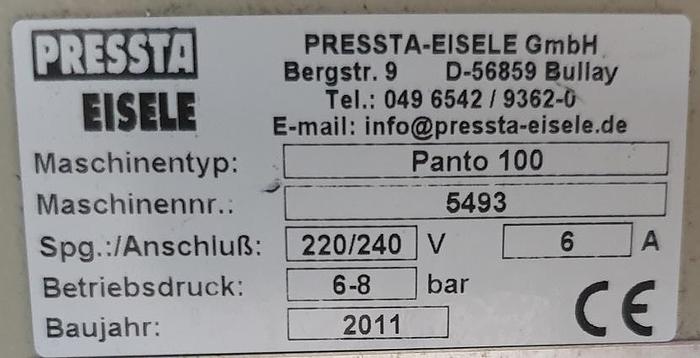 PRESSTA
EISELE
PRESSTA-EISELE GmbH
Bergstr. 9 D-56859 Bullay
Tel.: 049 6542 / 9362-0
E-mail: info@pressta-eisele.de
Maschinentyp: Panto 100
Maschinennr.: 5493
Spg.:/Anschluß: 220/240 V 6 A
Betriebsdruck: 6-8 bar
Baujahr: 2011
CE